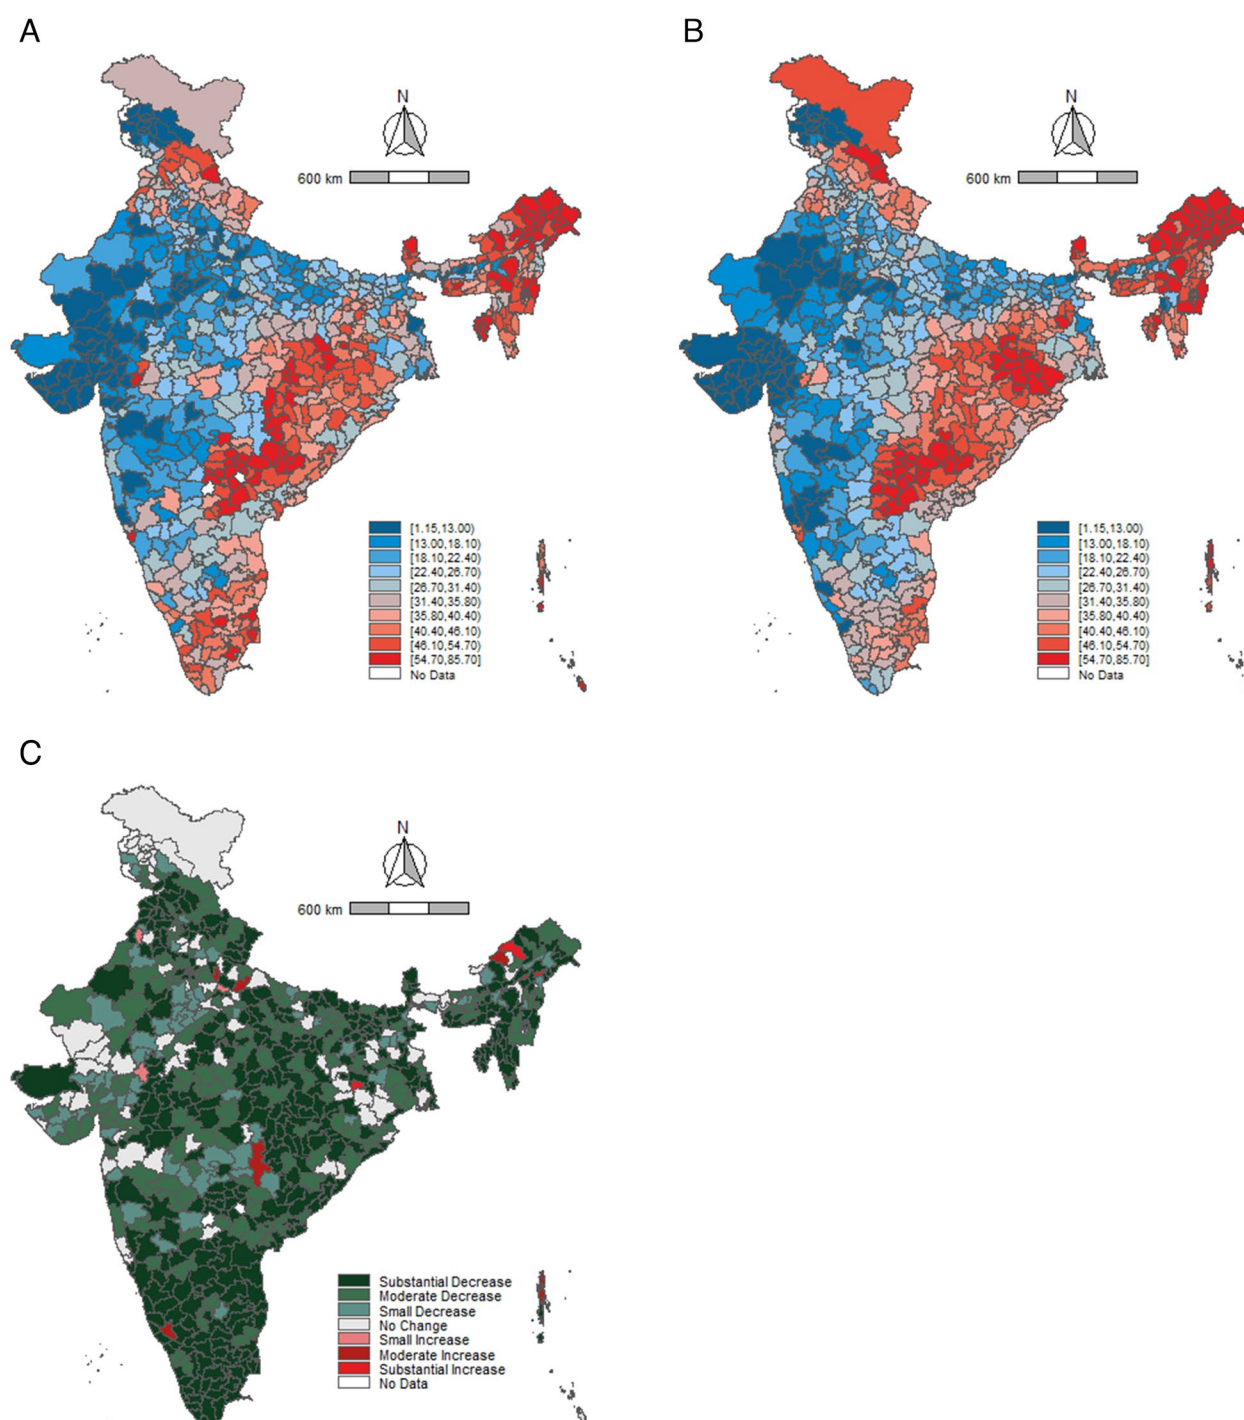 A
B
N
600 km
N
600 km
[1.15,13.00)
[13.00,18.10)
[18.10,22.40)
[22.40,26.70)
[26.70,31.40)
[31.40,35.80)
[35.80,40.40)
[40.40,46.10)
[46.10,54.70)
[54.70,85.70]
No Data
[1.15,13.00)
[13.00,18.10)
[18.10,22.40)
[22.40,26.70)
[26.70,31.40)
[31.40,35.80)
[35.80,40.40)
[40.40,46.10)
[46.10,54.70)
[54.70,85.70]
No Data
C
N
600 km
Substantial Decrease
Moderate Decrease
Small Decrease
No Change
Small Increase
Moderate Increase
Substantial Increase
No Data